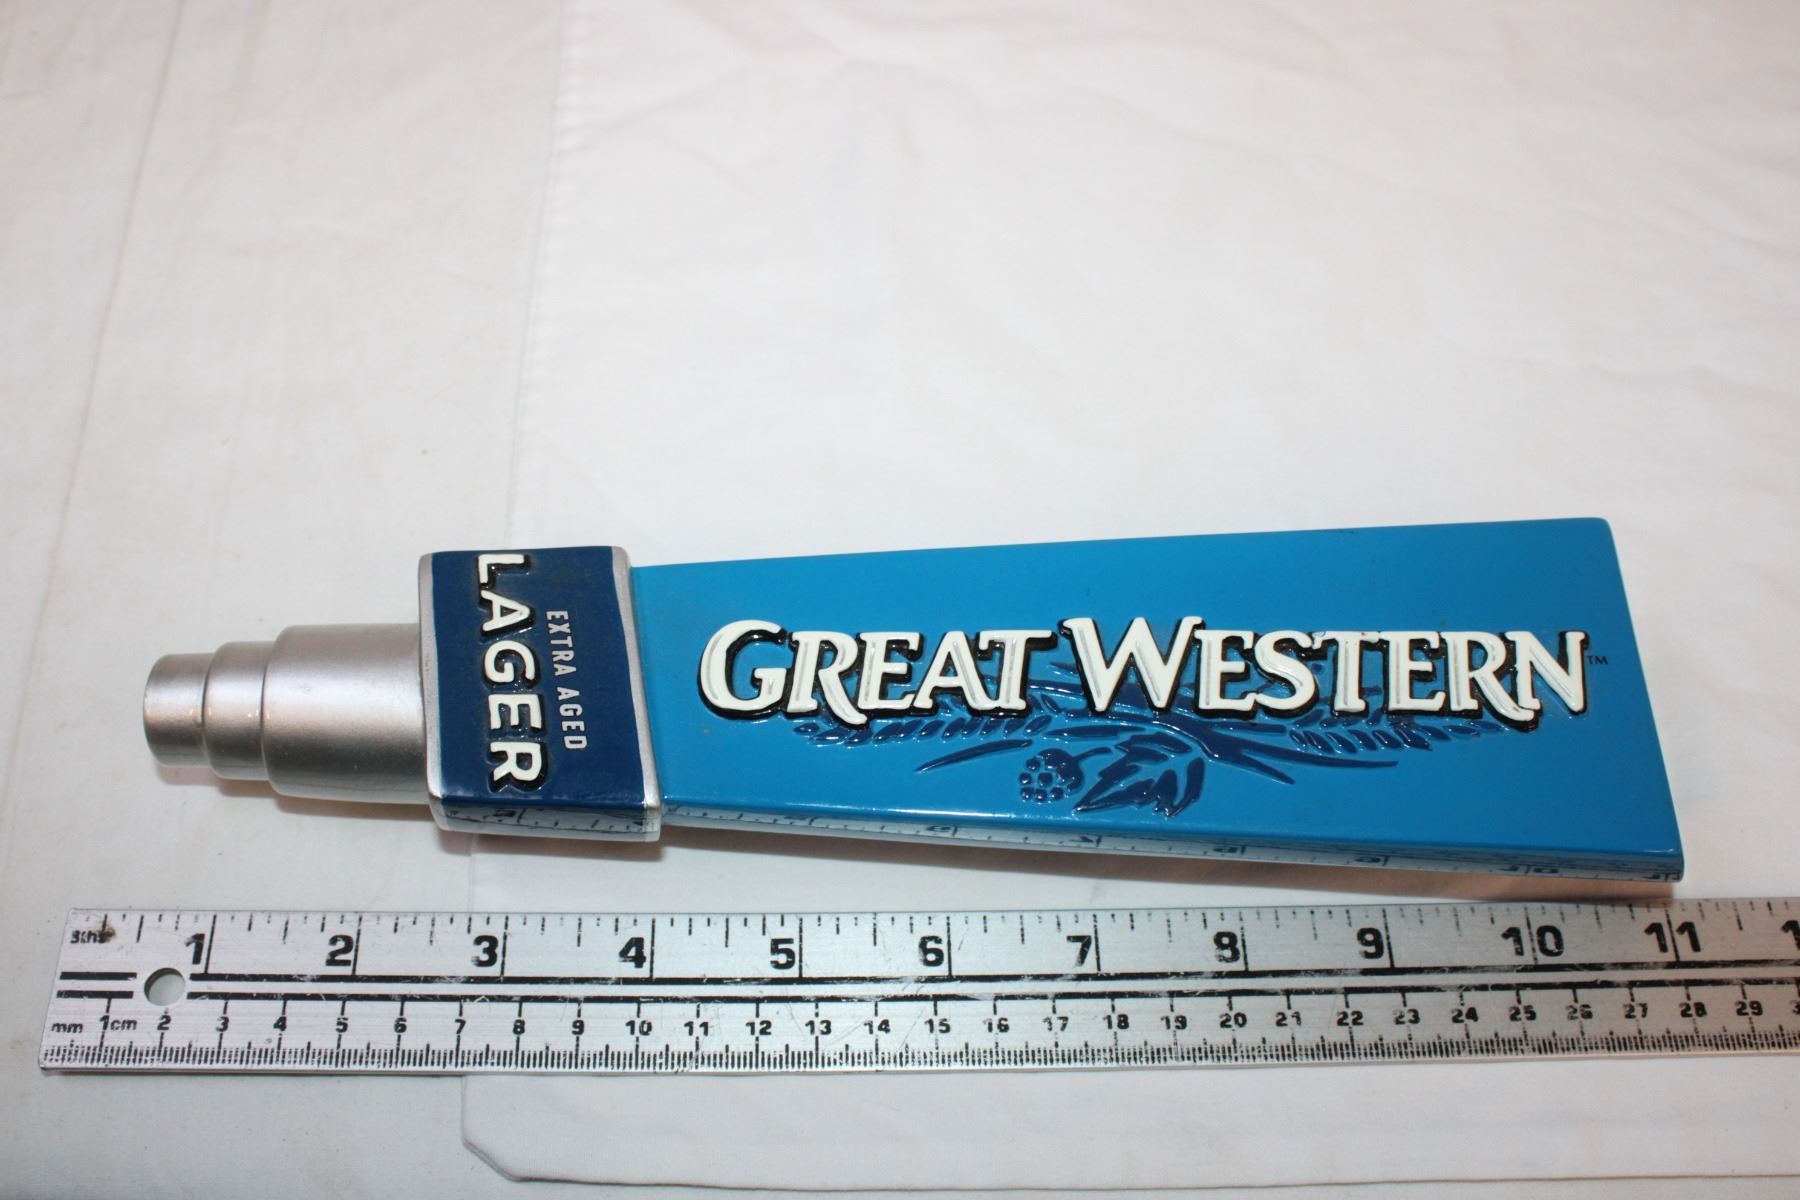 GREAT WESTERN™
EXTRA AGED
LAGER
8ths 1 2 3 4 5 6 7 8 9 10 11
mm 1cm 2 3 4 5 6 7 8 9 10 11 12 13 14 15 16 17 18 19 20 21 22 23 24 25 26 27 28 29